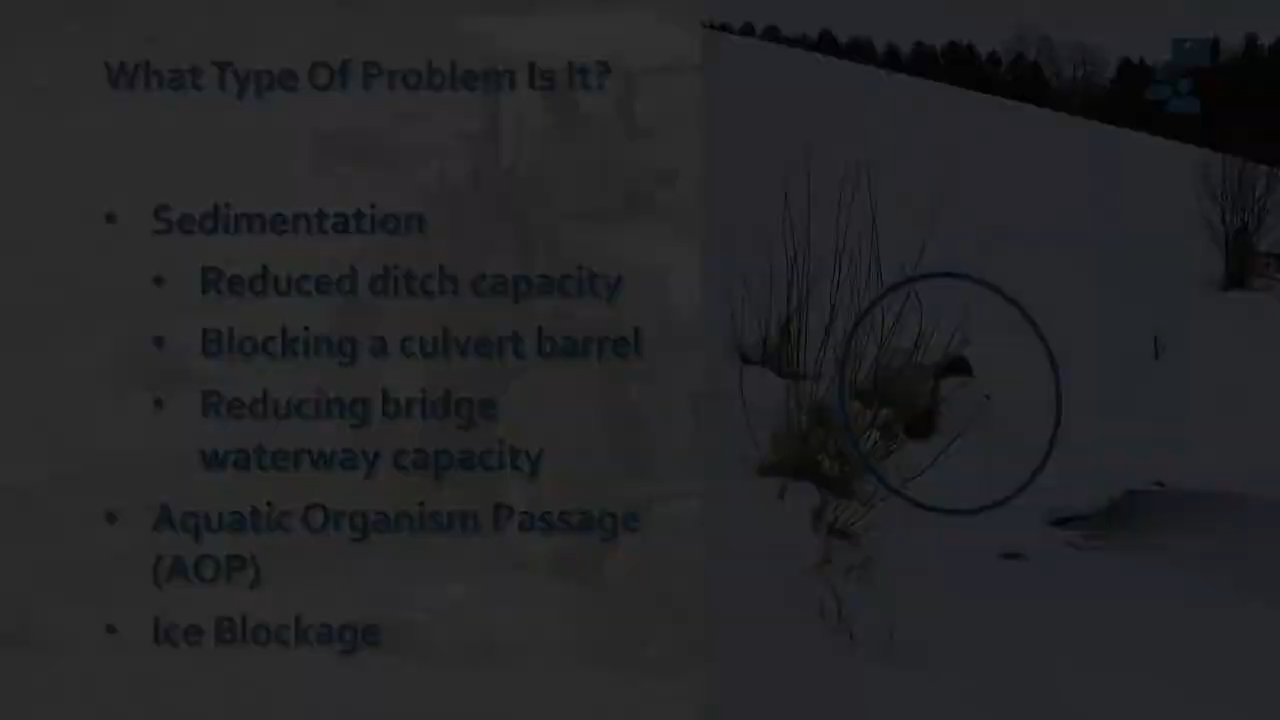 What Type Of Problem Is It?
• Sedimentation
• Reduced ditch capacity
• Blocking a culvert barrel
• Reducing bridge
waterway capacity
• Aquatic Organism Passage
(AOP)
• Ice Blockage